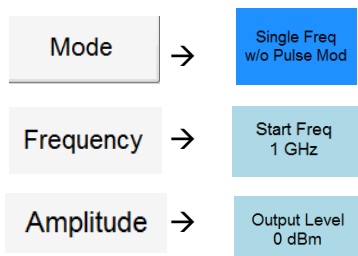 Mode → Single Freq
w/o Pulse Mod
Frequency → Start Freq
1 GHz
Amplitude → Output Level
0 dBm